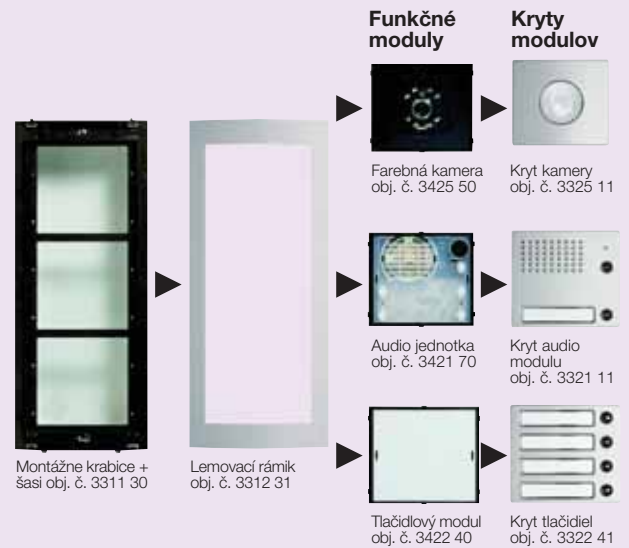 Funkčné
moduly
Kryty
modulov
Farebná kamera
obj. č. 3425 50
Kryt kamery
obj. č. 3325 11
Audio jednotka
obj. č. 3421 70
Kryt audio
modulu
obj. č. 3321 11
Montážne krabice +
šasi obj. č. 3311 30
Lemovací rámik
obj. č. 3312 31
Tlačidlový modul
obj. č. 3422 40
Kryt tlačidiel
obj. č. 3322 41